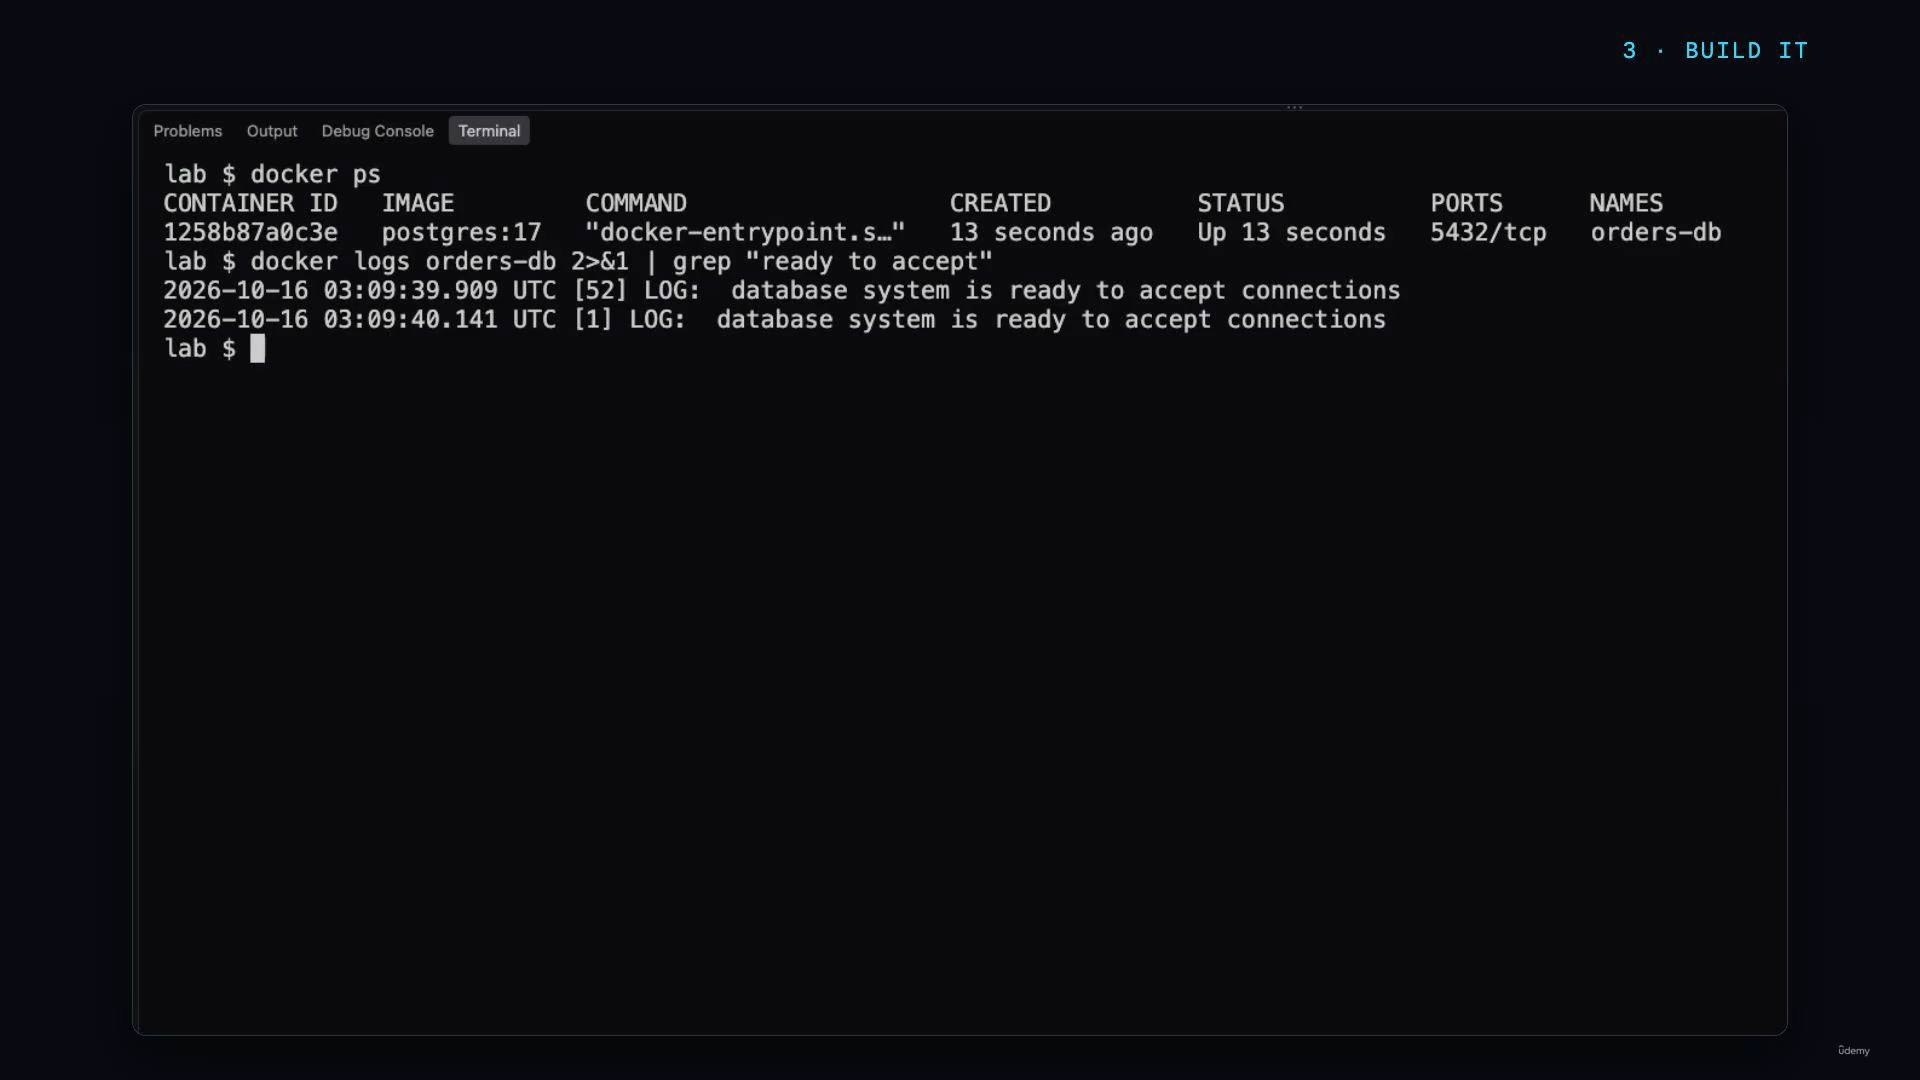 3 · BUILD IT
Problems Output Debug Console Terminal
lab $ docker ps
CONTAINER ID   IMAGE         COMMAND                  CREATED          STATUS          PORTS      NAMES
1258b87a0c3e   postgres:17   "docker-entrypoint.s…"   13 seconds ago   Up 13 seconds   5432/tcp   orders-db
lab $ docker logs orders-db 2>&1 | grep "ready to accept"
2026-10-16 03:09:39.909 UTC [52] LOG:  database system is ready to accept connections
2026-10-16 03:09:40.141 UTC [1] LOG:  database system is ready to accept connections
lab $
udemy